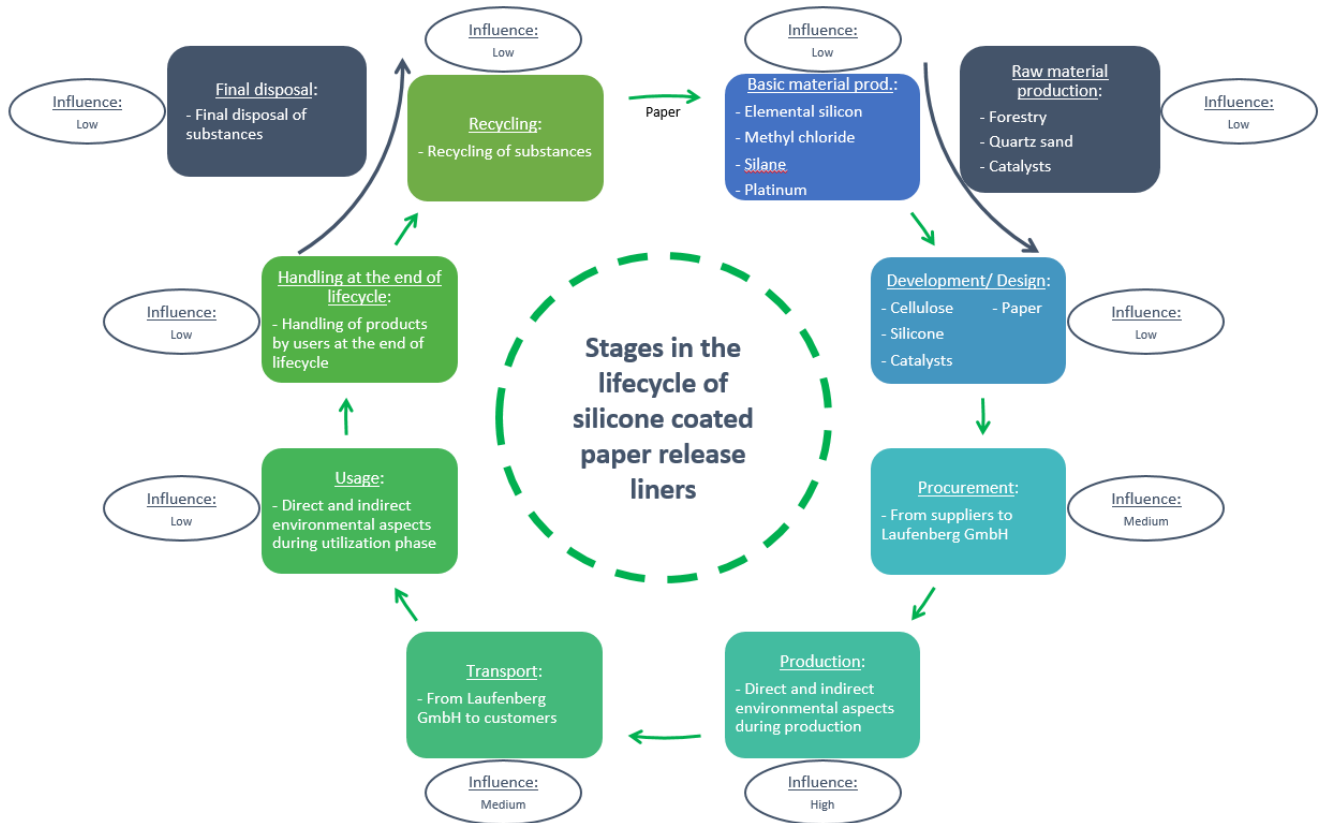 Influence:
Low
Final disposal:
- Final disposal of
substances
Influence:
Low
Recycling:
- Recycling of substances
Paper
Influence:
Low
Basic material prod.:
- Elemental silicon
- Methyl chloride
- Silane
- Platinum
Raw material
production:
- Forestry
- Quartz sand
- Catalysts
Influence:
Low
Development/ Design:
- Cellulose - Paper
- Silicone
- Catalysts
Influence:
Low
Procurement:
- From suppliers to
Laufenberg GmbH
Influence:
Medium
Production:
- Direct and indirect
environmental aspects
during production
Influence:
High
Transport:
- From Laufenberg
GmbH to customers
Influence:
Medium
Usage:
- Direct and indirect
environmental aspects
during utilization phase
Influence:
Low
Handling at the end of
lifecycle:
- Handling of products
by users at the end of
lifecycle
Influence:
Low
Stages in the
lifecycle of
silicone coated
paper release
liners